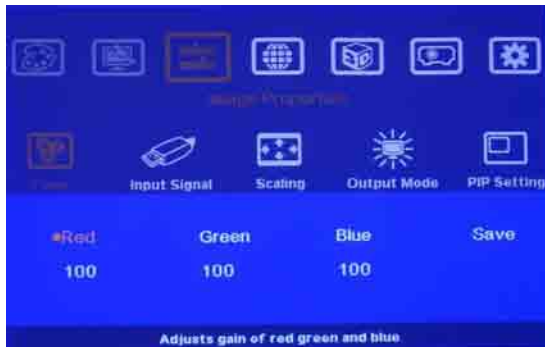 Image Properties
Input Signal Scaling Output Mode PIP Setting
Red Green Blue Save
100 100 100
Adjusts gain of red green and blue